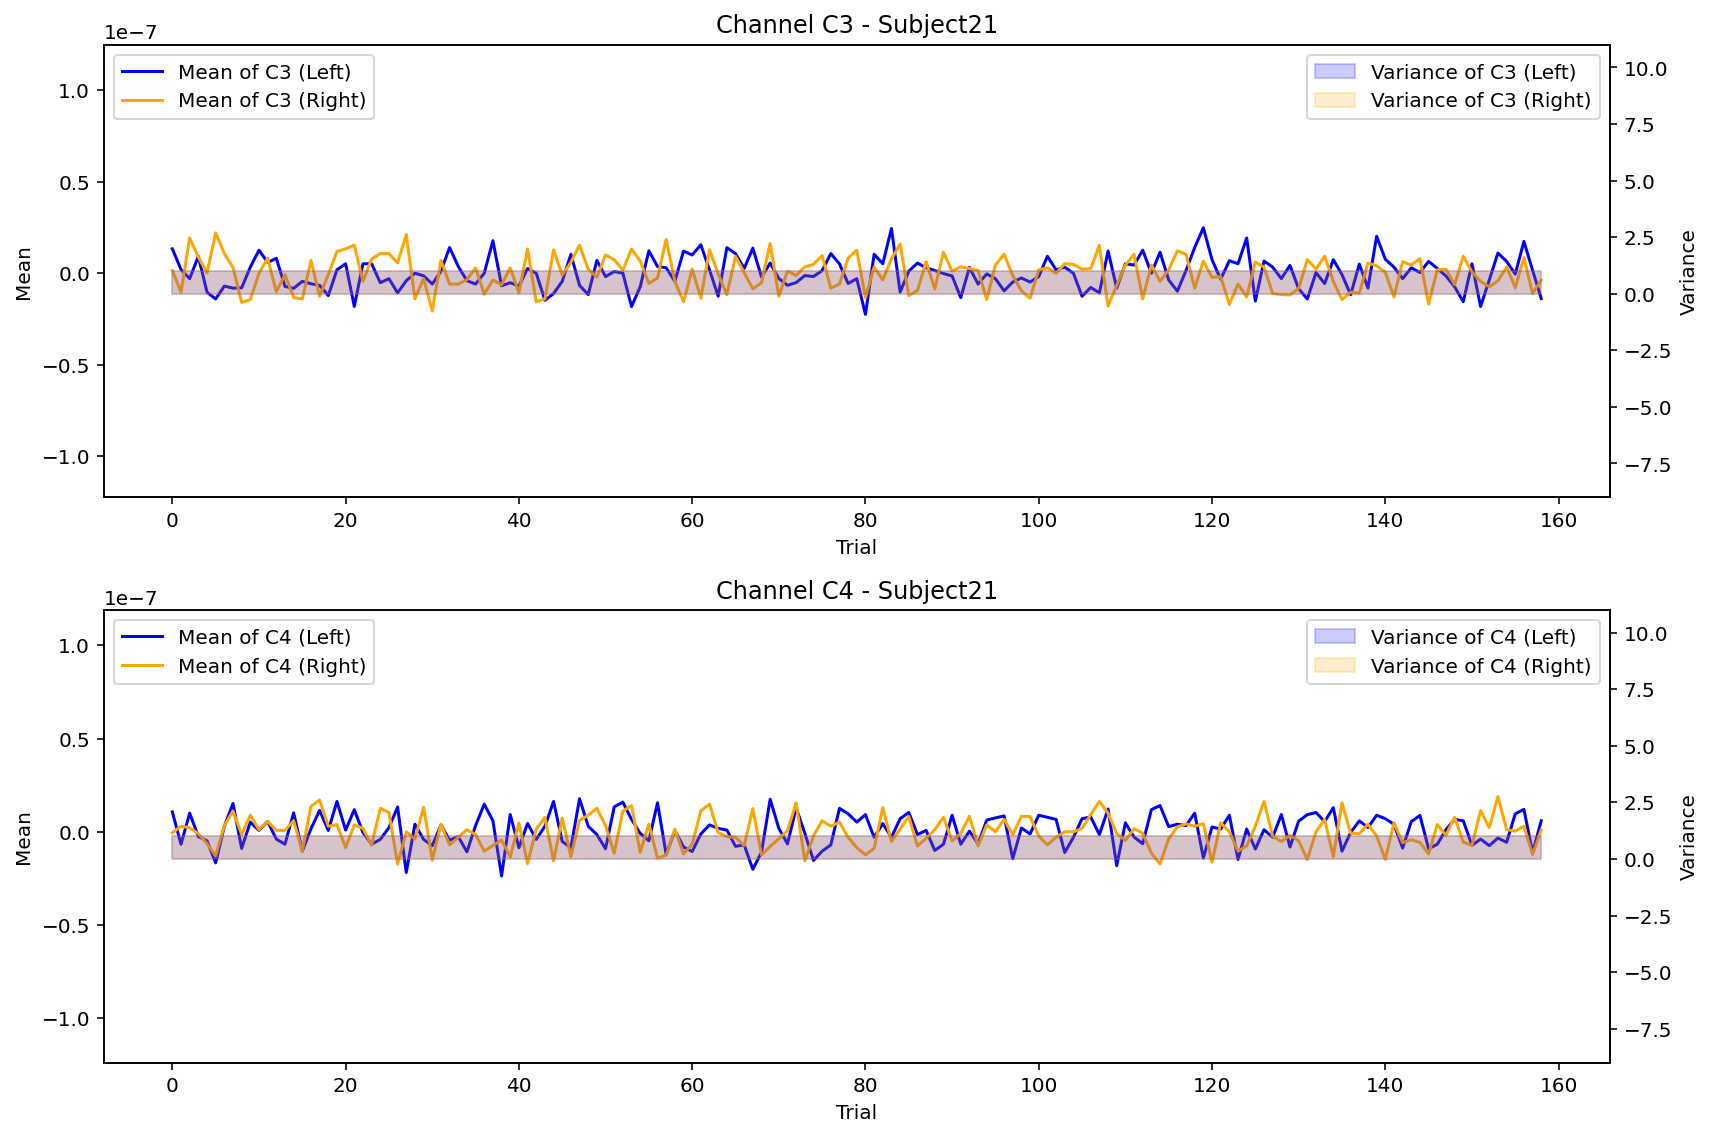 Channel C3 - Subject21
1e−7
Mean of C3 (Left)
Mean of C3 (Right)
Variance of C3 (Left)
Variance of C3 (Right)
1.0
0.5
0.0
−0.5
−1.0
Mean
10.0
7.5
5.0
2.5
0.0
−2.5
−5.0
−7.5
Variance
0 20 40 60 80 100 120 140 160
Trial
Channel C4 - Subject21
1e−7
Mean of C4 (Left)
Mean of C4 (Right)
Variance of C4 (Left)
Variance of C4 (Right)
1.0
0.5
0.0
−0.5
−1.0
Mean
10.0
7.5
5.0
2.5
0.0
−2.5
−5.0
−7.5
Variance
0 20 40 60 80 100 120 140 160
Trial